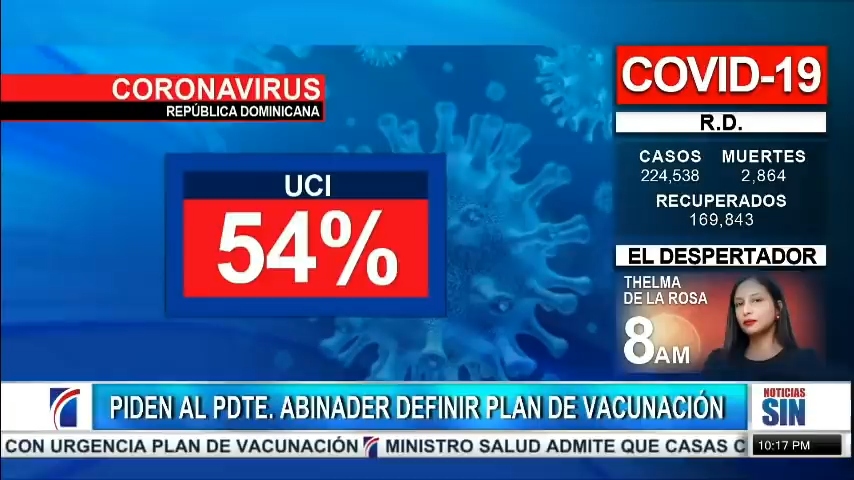 CORONAVIRUS
REPÚBLICA DOMINICANA
UCI
54%
COVID-19
R.D.
CASOS MUERTES
224,538 2,864
RECUPERADOS
169,843
EL DESPERTADOR
THELMA
DE LA ROSA
8AM
PIDEN AL PDTE. ABINADER DEFINIR PLAN DE VACUNACIÓN
NOTICIAS
SIN
CON URGENCIA PLAN DE VACUNACIÓN MINISTRO SALUD ADMITE QUE CASAS C
10:17 PM